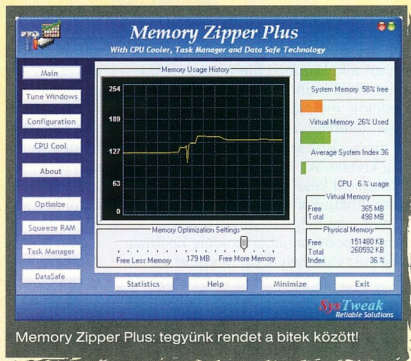 Memory Zipper Plus
With CPU Cooler, Task Manager and Data Safe Technology
Main
Tune Windows
Configuration
CPU Cool
About
Optimize
Squeeze RAM
Task Manager
DataSafe
Memory Usage History
254
189
127
63
0
System Memory 58% free
Virtual Memory 26% Used
Average System Index 36
CPU 6 % usage
Virtual Memory
Free 365 MB
Total 498 MB
Physical Memory
Free 151480 KB
Total 260592 KB
Index 36 %
Memory Optimization Settings
Free Less Memory 179 MB Free More Memory
Statistics Help Minimize Exit
SysTweak
Reliable Solutions
Memory Zipper Plus: tegyünk rendet a bitek között!